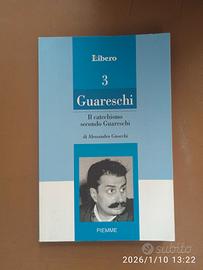 Libero
3
Guareschi
Il catechismo
secondo Guareschi
di Alessandro Gnocchi
PIEMME
subito
2026/1/10 13:22